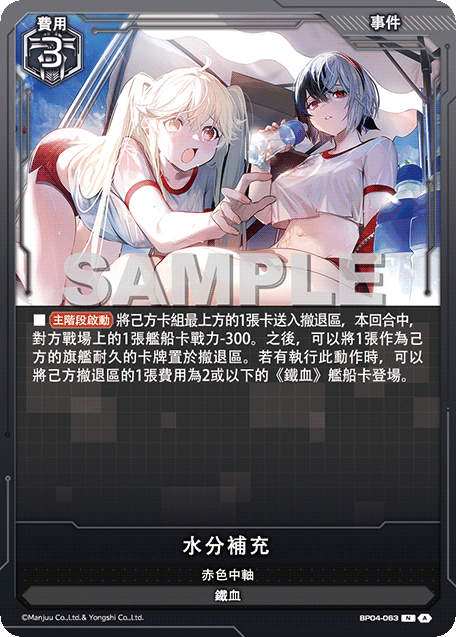 費用
3
事件
SAMPLE
■ 主階段啟動 將己方卡組最上方的1張卡送入撤退區，本回合中，
對方戰場上的1張艦船卡戰力-300。之後，可以將1張作為己
方的旗艦耐久的卡牌置於撤退區。若有執行此動作時，可以
將己方撤退區的1張費用為2或以下的《鐵血》艦船卡登場。
水分補充
赤色中軸
鐵血
©Manjuu Co.,Ltd.& Yongshi Co.,Ltd.
BP04-063 N A